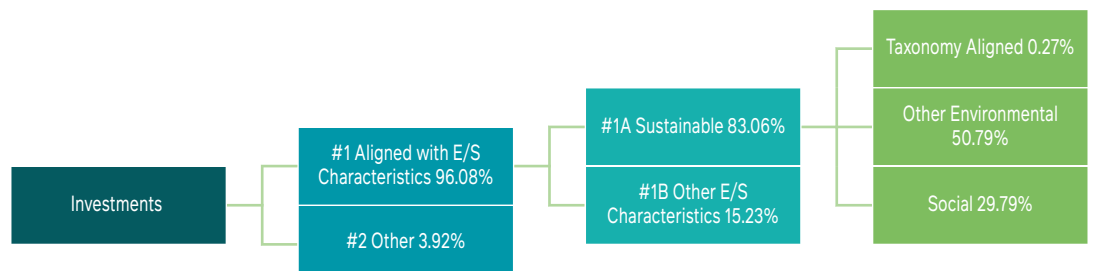 Investments
#1 Aligned with E/S
Characteristics 96.08%
#2 Other 3.92%
#1A Sustainable 83.06%
#1B Other E/S
Characteristics 15.23%
Taxonomy Aligned 0.27%
Other Environmental
50.79%
Social 29.79%